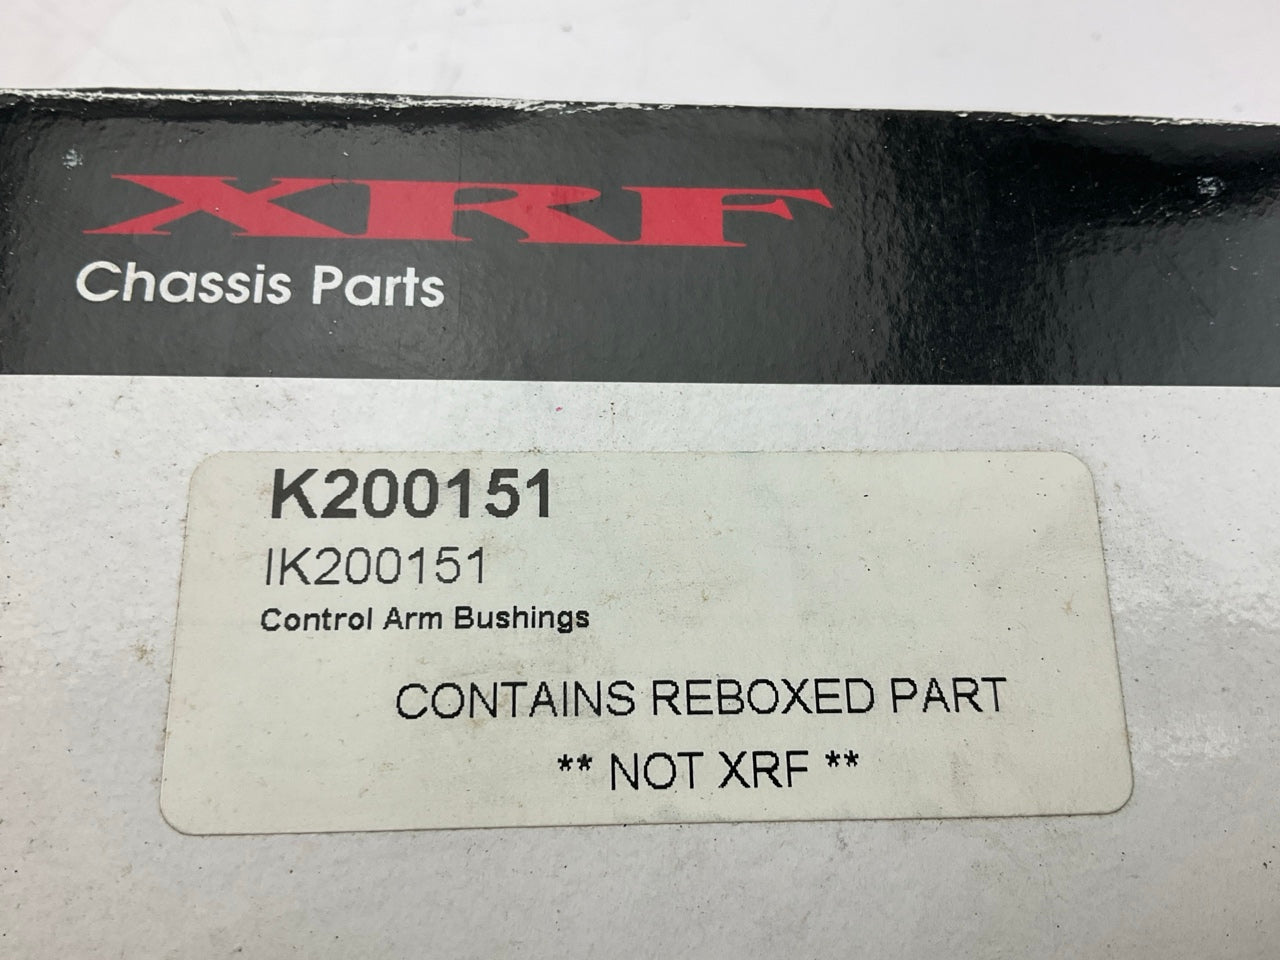 XRF
Chassis Parts
K200151
IK200151
Control Arm Bushings
CONTAINS REBOXED PART
** NOT XRF **